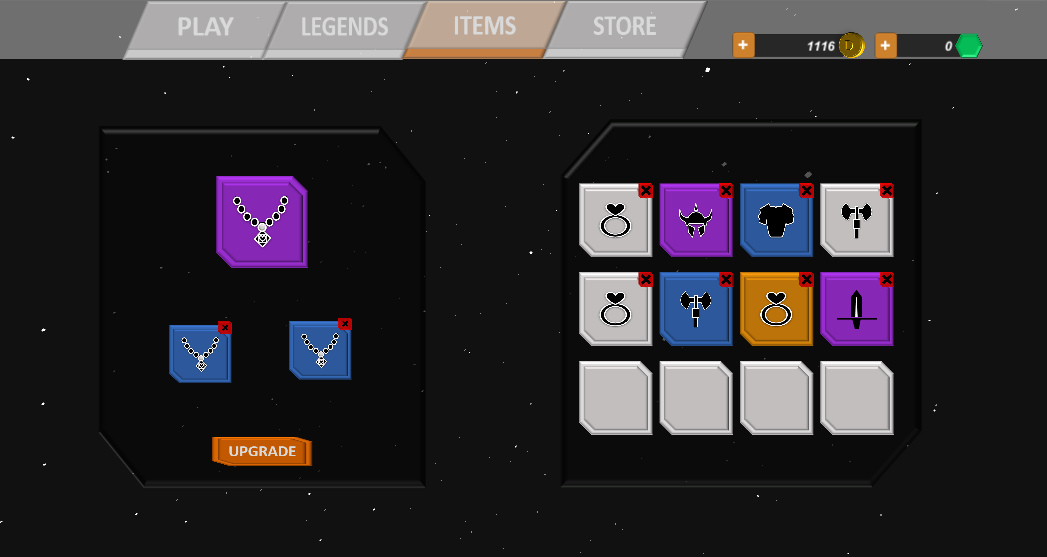 PLAY
LEGENDS
ITEMS
STORE
+
1116
+
0
UPGRADE